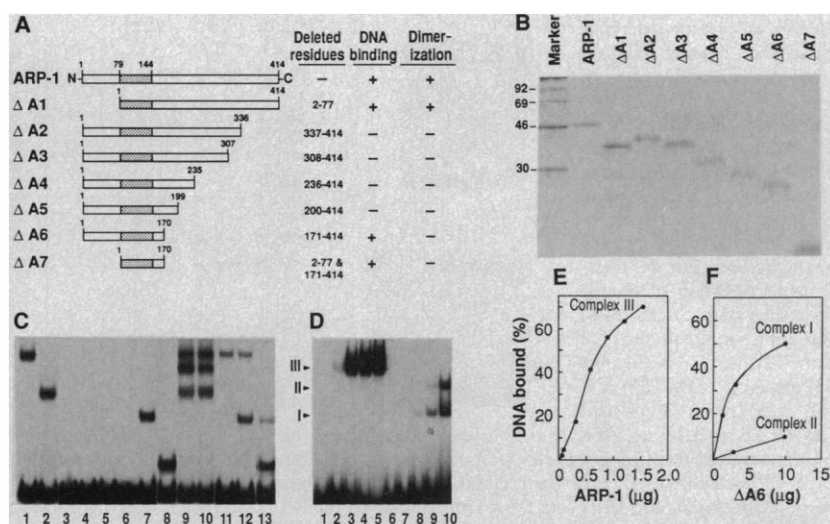 A
Deleted residues DNA binding Dimer- ization
1 79 144 414
ARP-1 N C – + +
1 414
Δ A1 2-77 + +
1 336
Δ A2 337-414 – –
1 307
Δ A3 308-414 – –
1 235
Δ A4 236-414 – –
1 199
Δ A5 200-414 – –
1 170
Δ A6 171-414 + –
1 170
Δ A7 2-77 & 171-414 + –
B
Marker ARP-1 ΔA1 ΔA2 ΔA3 ΔA4 ΔA5 ΔA6 ΔA7
92
69
46
30
C
1 2 3 4 5 6 7 8 9 10 11 12 13
D
III
II
I
1 2 3 4 5 6 7 8 9 10
E
DNA bound (%)
Complex III
60
40
20
0 0.5 1.0 1.5 2.0
ARP-1 (μg)
F
Complex I
Complex II
60
40
20
0 5 10 15
ΔA6 (μg)